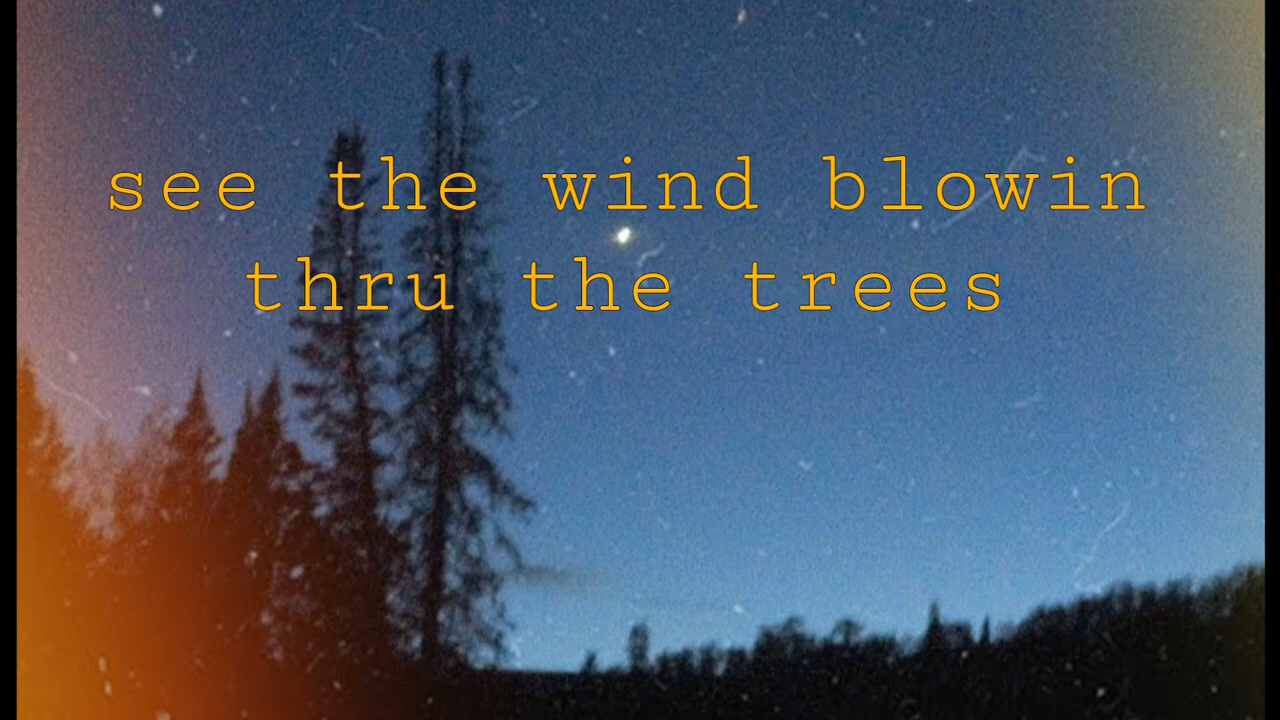 see the wind blowin
thru the trees